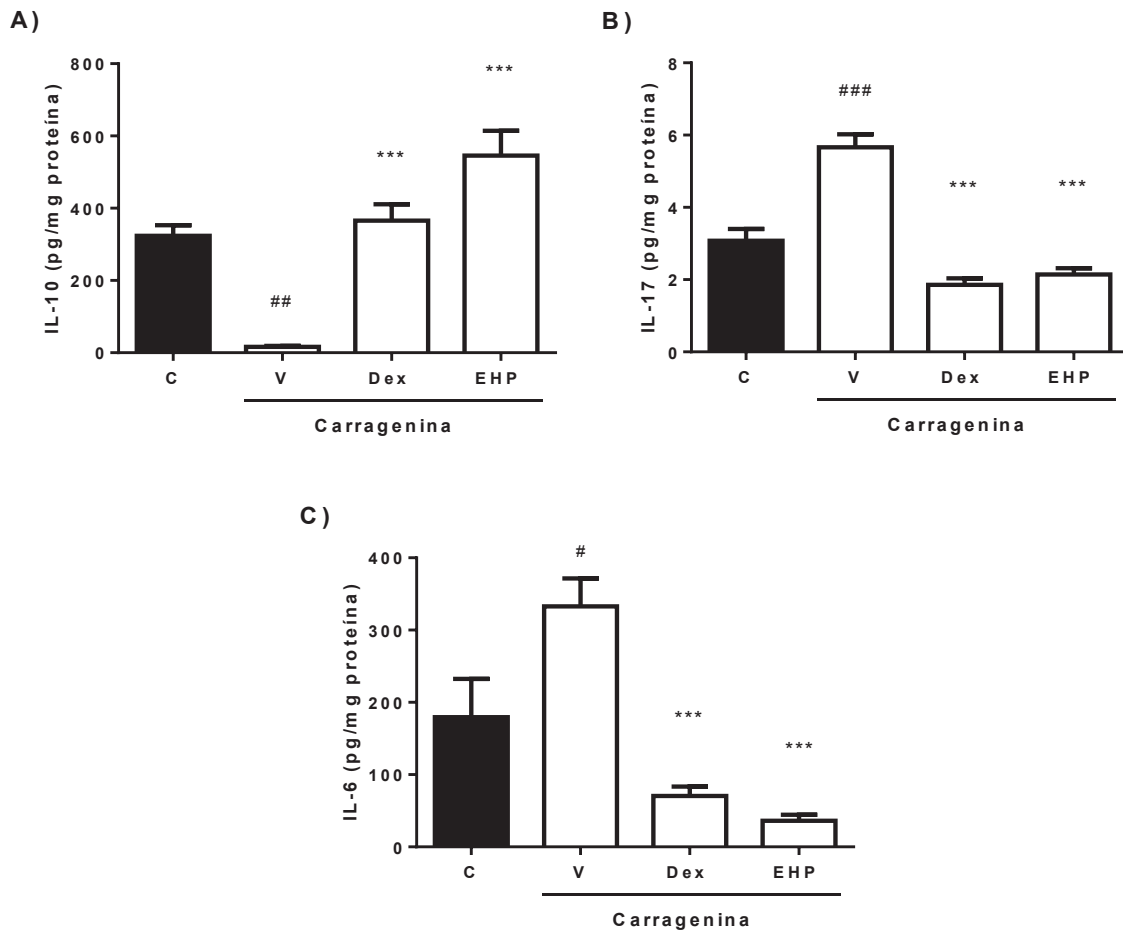 A)
IL-10 (pg/mg proteína)
800
600
400
200
0
##
***
***
C V Dex EHP
Carragenina
B)
IL-17 (pg/mg proteína)
8
6
4
2
0
###
***
***
C V Dex EHP
Carragenina
C)
IL-6 (pg/mg proteína)
400
300
200
100
0
#
***
***
C V Dex EHP
Carragenina